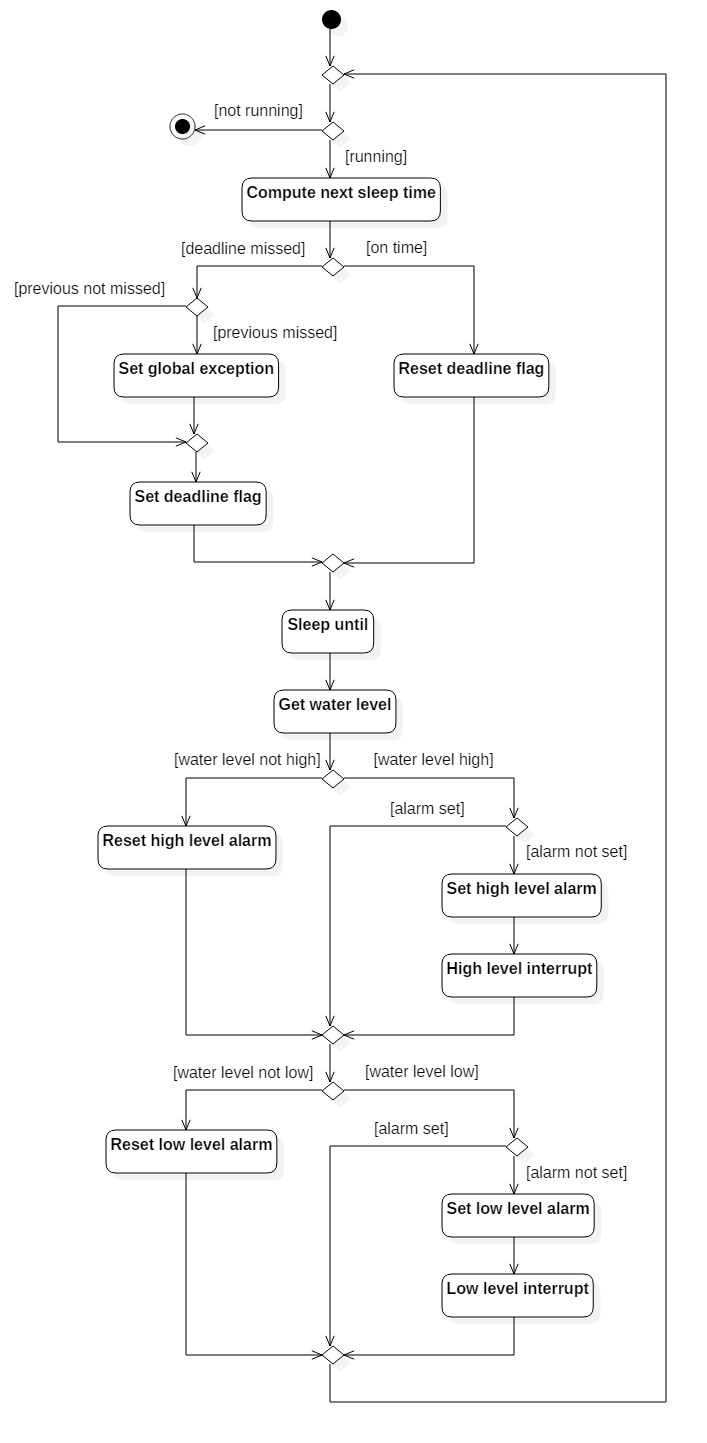 [not running]
[running]
Compute next sleep time
[deadline missed]
[on time]
[previous not missed]
[previous missed]
Set global exception
Reset deadline flag
Set deadline flag
Sleep until
Get water level
[water level not high]
[water level high]
[alarm set]
Reset high level alarm
[alarm not set]
Set high level alarm
High level interrupt
[water level not low]
[water level low]
[alarm set]
Reset low level alarm
[alarm not set]
Set low level alarm
Low level interrupt